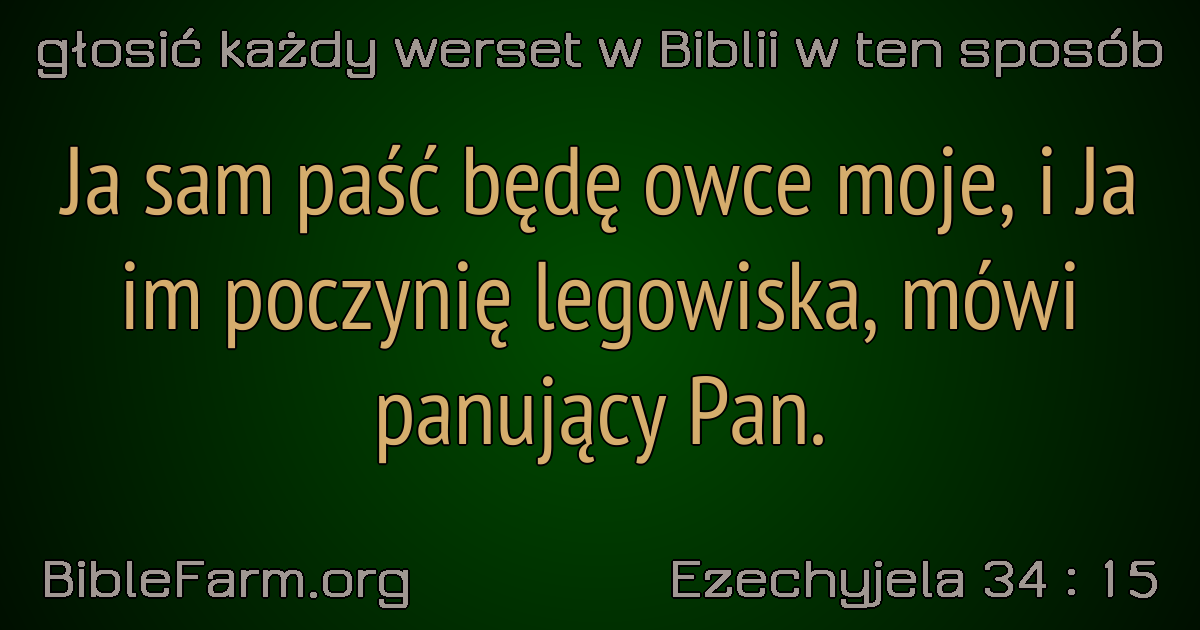 głosić każdy werset w Biblii w ten sposób
Ja sam paść będę owce moje, i Ja
im poczynię legowiska, mówi
panujący Pan.
BibleFarm.org
Ezechyjela 34 : 15